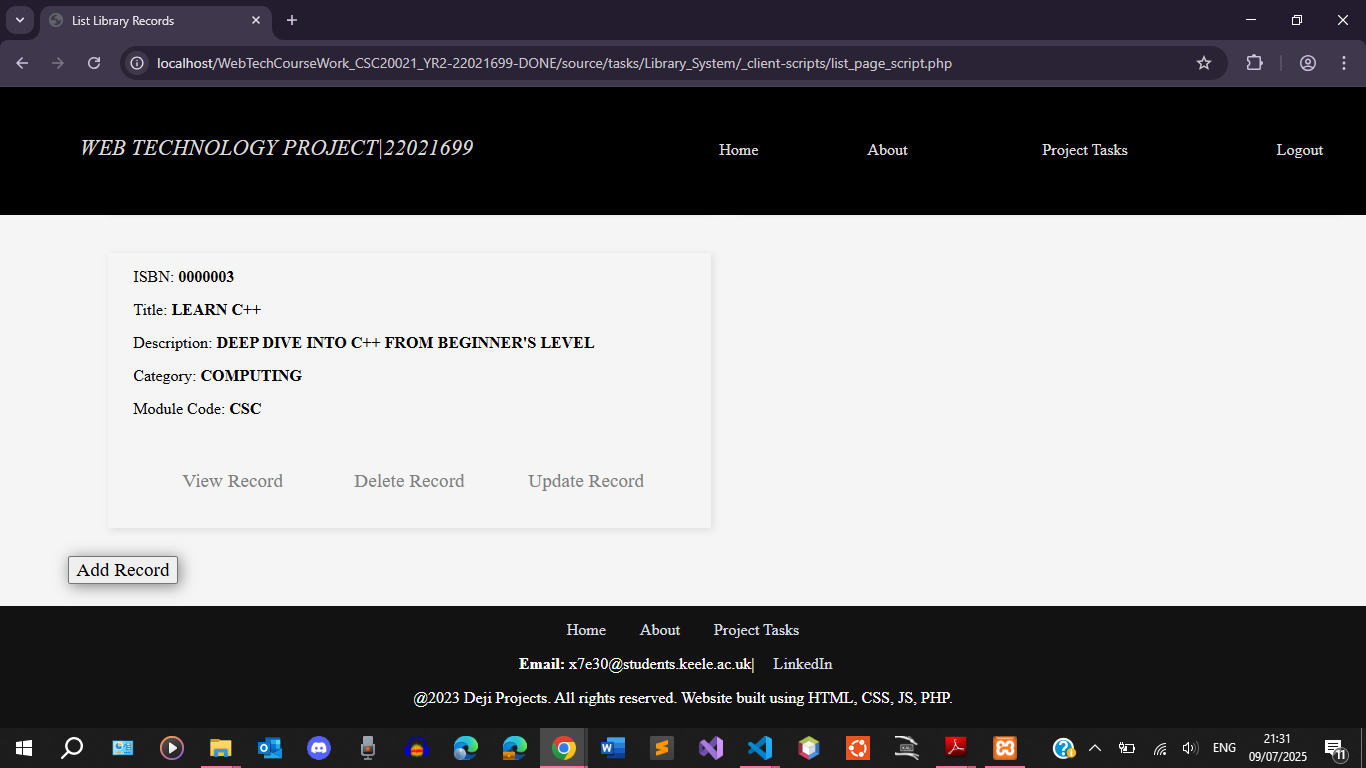 List Library Records
localhost/WebTechCourseWork_CSC20021_YR2-22021699-DONE/source/tasks/Library_System/_client-scripts/list_page_script.php
WEB TECHNOLOGY PROJECT|22021699
Home About Project Tasks Logout
ISBN: 0000003
Title: LEARN C++
Description: DEEP DIVE INTO C++ FROM BEGINNER'S LEVEL
Category: COMPUTING
Module Code: CSC
View Record Delete Record Update Record
Add Record
Home About Project Tasks
Email: x7e30@students.keele.ac.uk| LinkedIn
@2023 Deji Projects. All rights reserved. Website built using HTML, CSS, JS, PHP.
ENG
21:31
09/07/2025
11